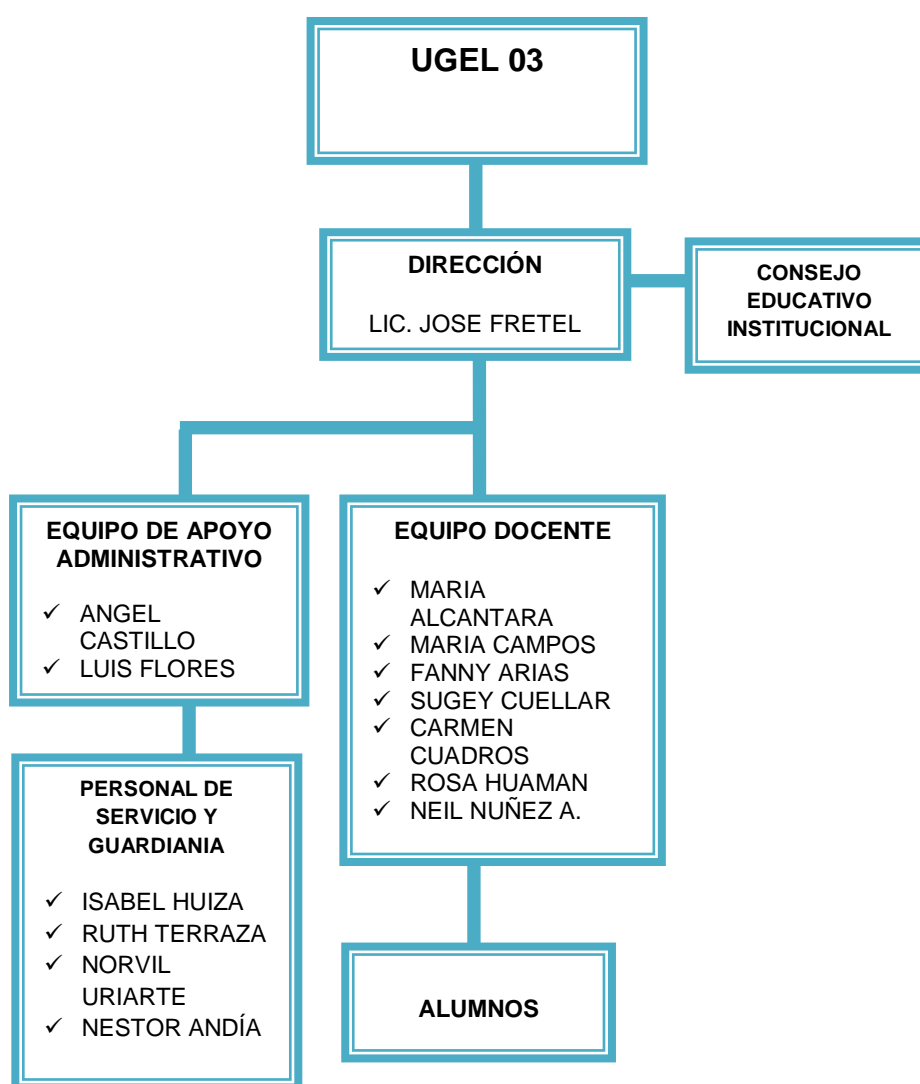 UGEL 03
DIRECCIÓN
LIC. JOSE FRETEL
CONSEJO
EDUCATIVO
INSTITUCIONAL
EQUIPO DE APOYO
ADMINISTRATIVO
✓ ANGEL
CASTILLO
✓ LUIS FLORES
EQUIPO DOCENTE
✓ MARIA
ALCANTARA
✓ MARIA CAMPOS
✓ FANNY ARIAS
✓ SUGEY CUELLAR
✓ CARMEN
CUADROS
✓ ROSA HUAMAN
✓ NEIL NUÑEZ A.
PERSONAL DE
SERVICIO Y
GUARDIANIA
✓ ISABEL HUIZA
✓ RUTH TERRAZA
✓ NORVIL
URIARTE
✓ NESTOR ANDÍA
ALUMNOS